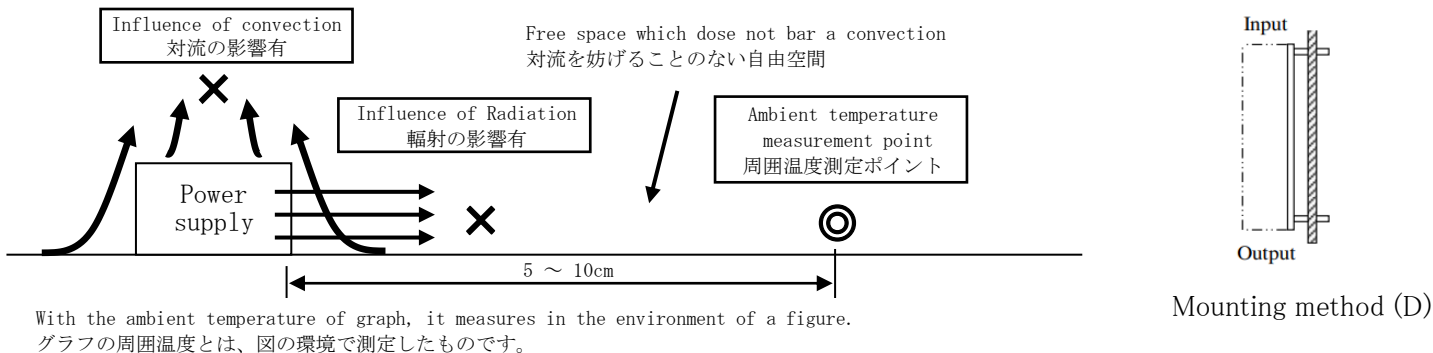 Influence of convection
対流の影響有
Free space which dose not bar a convection
対流を妨げることのない自由空間
Influence of Radiation
輻射の影響有
Ambient temperature
measurement point
周囲温度測定ポイント
Power
supply
5 ～ 10cm
With the ambient temperature of graph, it measures in the environment of a figure.
グラフの周囲温度とは、図の環境で測定したものです。
Input
Output
Mounting method (D)